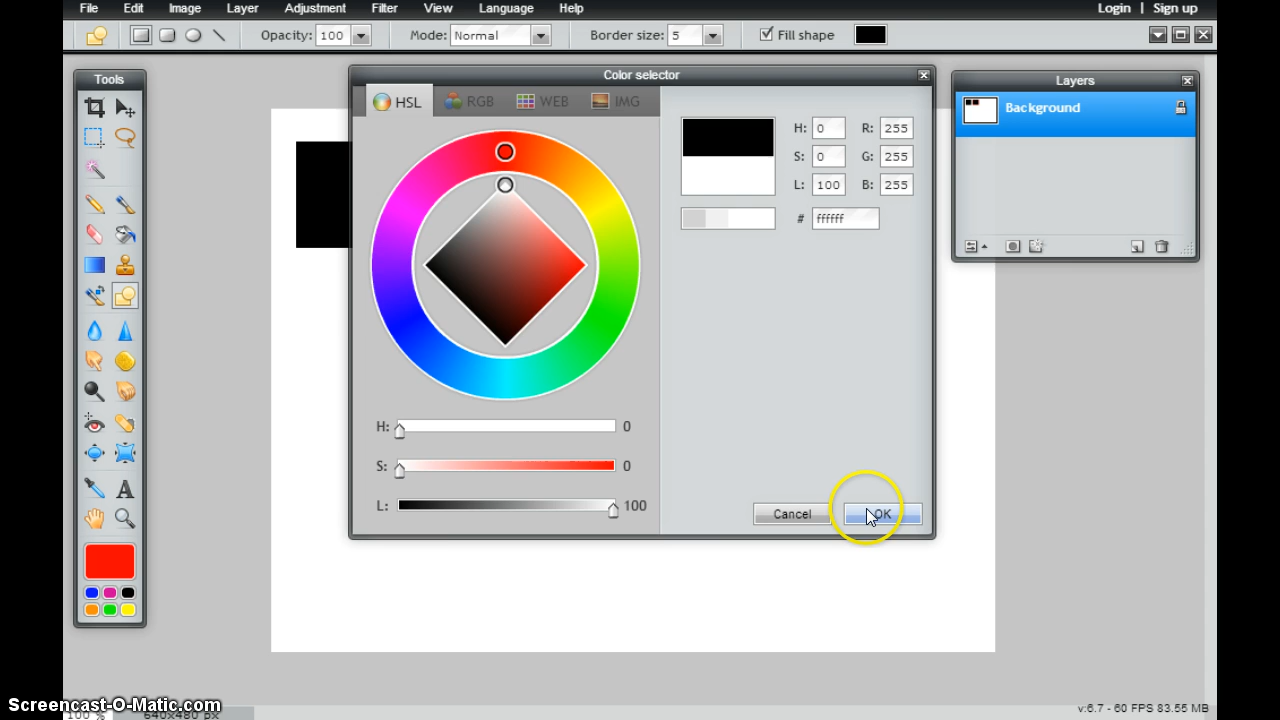 File Edit Image Layer Adjustment Filter View Language Help Login | Sign up
Opacity: 100 Mode: Normal Border size: 5 Fill shape
Tools
Color selector
Layers
HSL RGB WEB IMG
Background
H: 0 R: 255
S: 0 G: 255
L: 100 B: 255
# ffffff
H: 0
S: 0
L: 100
Cancel OK
A
Screencast-O-Matic.com
100 % 640x480 px
v:6.7 - 60 FPS 83.55 MB